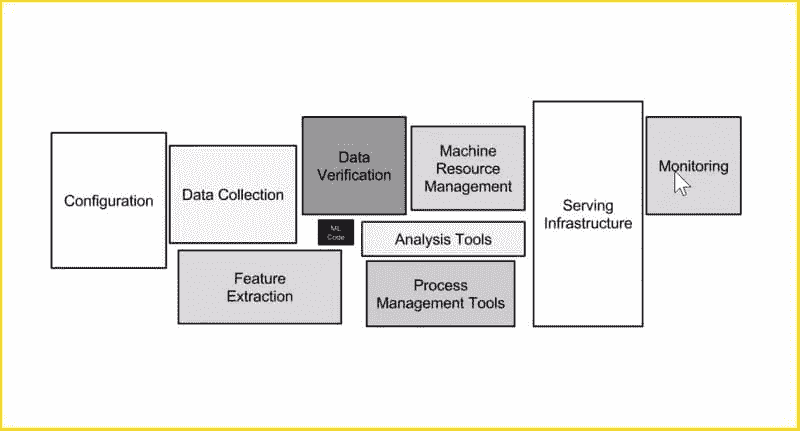 Configuration
Data Collection
Data
Verification
Machine
Resource
Management
Serving
Infrastructure
Monitoring
ML
Code
Analysis Tools
Feature
Extraction
Process
Management Tools